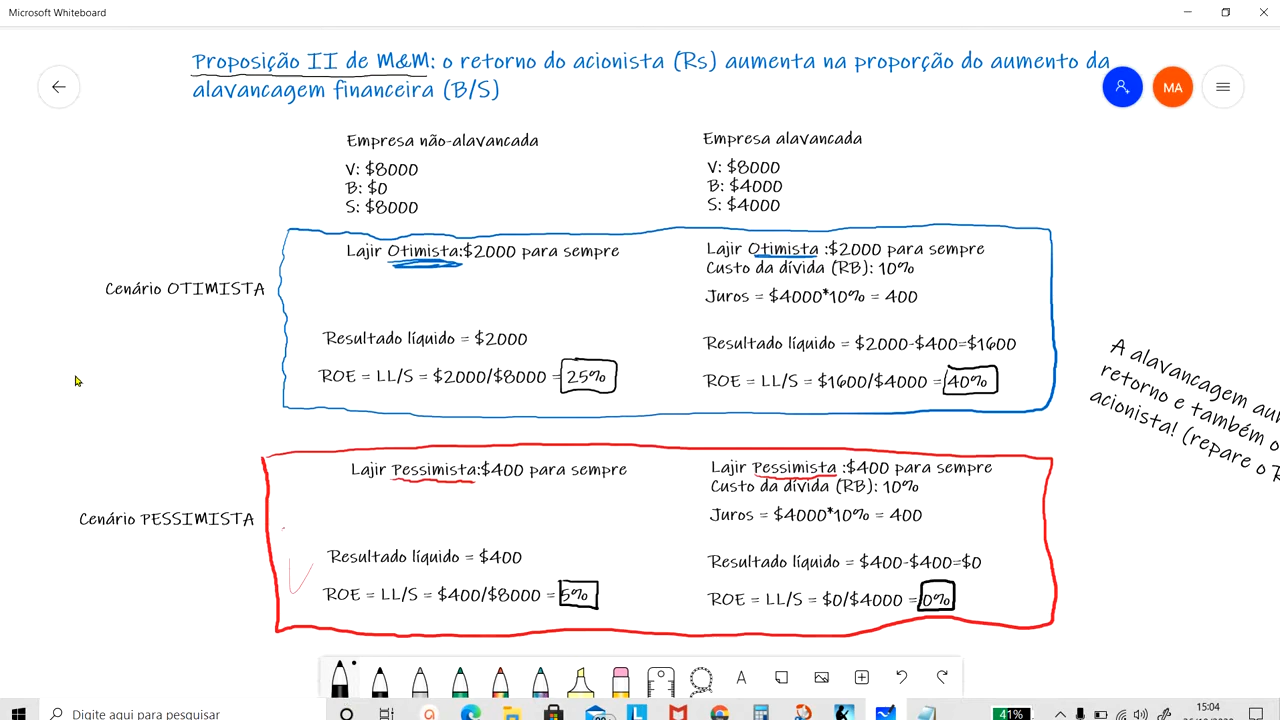 Microsoft Whiteboard
Proposição II de M&M: o retorno do acionista (Rs) aumenta na proporção do aumento da
alavancagem financeira (B/S)
MA
Empresa não-alavancada
V: $8000
B: $0
S: $8000
Empresa alavancada
V: $8000
B: $4000
S: $4000
Cenário OTIMISTA
Lajir Otimista:$2000 para sempre
Resultado líquido = $2000
ROE = LL/S = $2000/$8000 = 25%
Lajir Otimista :$2000 para sempre
Custo da dívida (RB): 10%
Juros = $4000*10% = 400
Resultado líquido = $2000-$400=$1600
ROE = LL/S = $1600/$4000 = 40%
A alavancagem au
retorno e também o
acionista! (repare o R
Cenário PESSIMISTA
Lajir Pessimista:$400 para sempre
Resultado líquido = $400
ROE = LL/S = $400/$8000 = 5%
Lajir Pessimista :$400 para sempre
Custo da dívida (RB): 10%
Juros = $4000*10% = 400
Resultado líquido = $400-$400=$0
ROE = LL/S = $0/$4000 = 0%
A
Digite aqui para pesquisar
41%
15:04